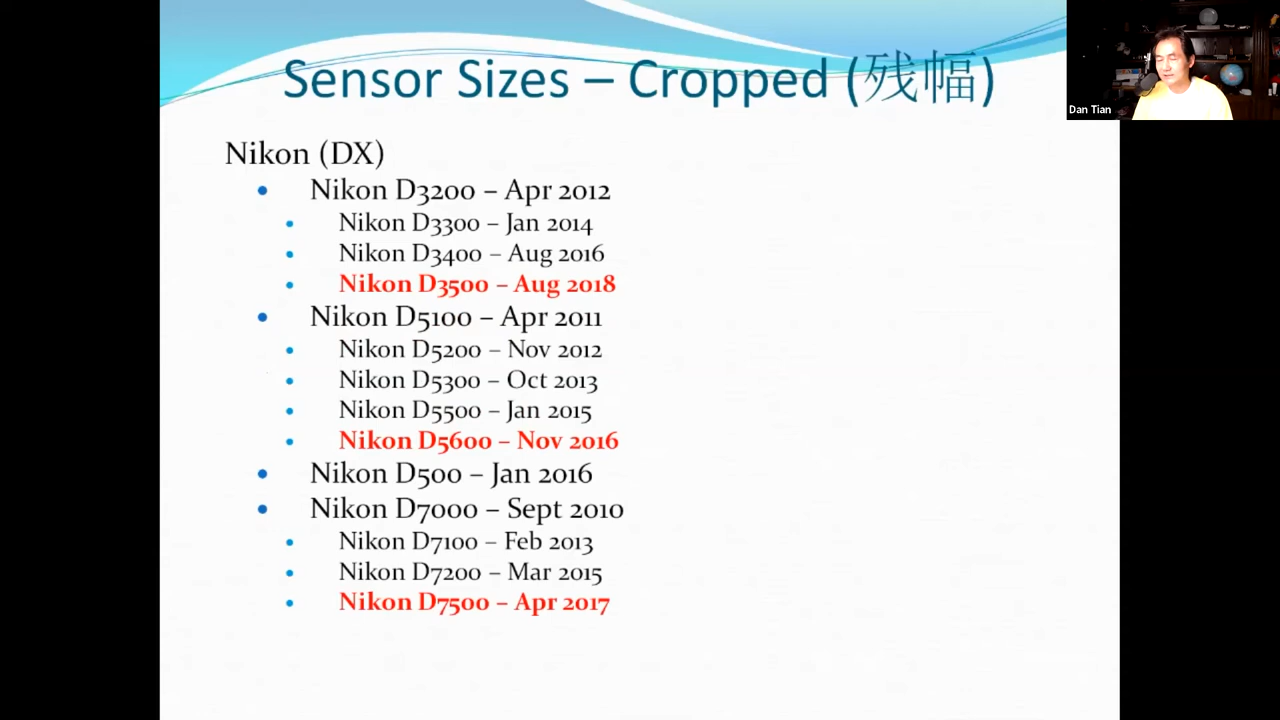 Sensor Sizes – Cropped (残幅)
Dan Tian
Nikon (DX)
• Nikon D3200 – Apr 2012
• Nikon D3300 – Jan 2014
• Nikon D3400 – Aug 2016
• Nikon D3500 – Aug 2018
• Nikon D5100 – Apr 2011
• Nikon D5200 – Nov 2012
• Nikon D5300 – Oct 2013
• Nikon D5500 – Jan 2015
• Nikon D5600 – Nov 2016
• Nikon D500 – Jan 2016
• Nikon D7000 – Sept 2010
• Nikon D7100 – Feb 2013
• Nikon D7200 – Mar 2015
• Nikon D7500 – Apr 2017